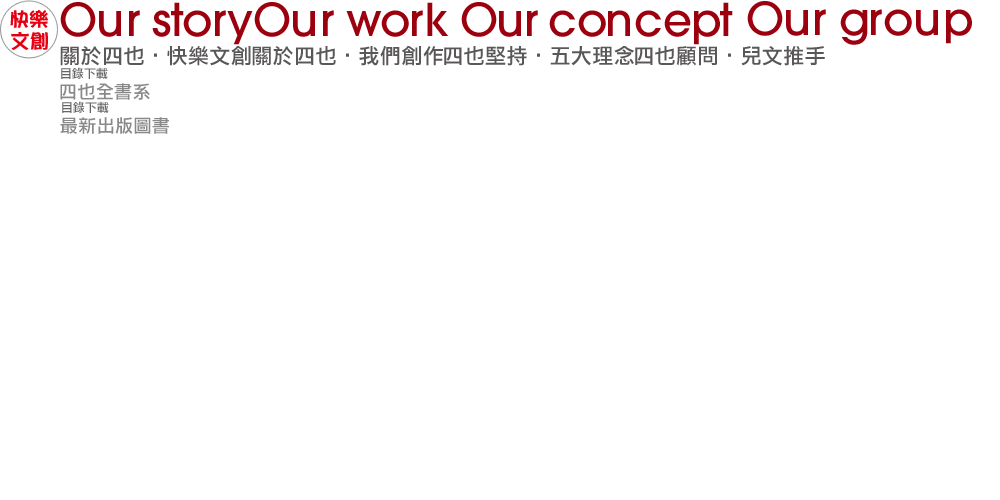 快樂
文創
Our storyOur work Our concept Our group
關於四也．快樂文創關於四也．我們創作四也堅持．五大理念四也顧問．兒文推手
目錄下載
四也全書系
目錄下載
最新出版圖書